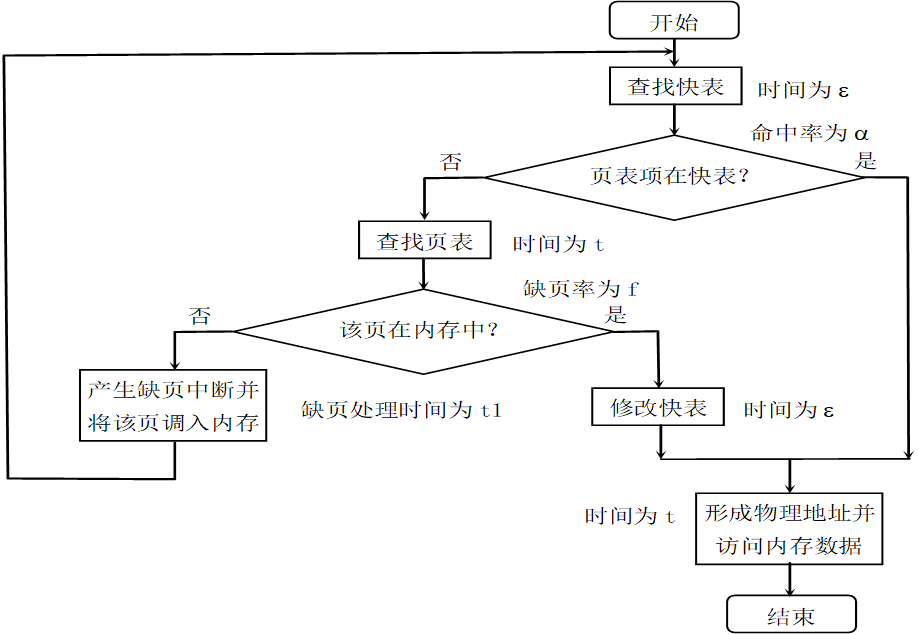 开始
查找快表
时间为 ε
命中率为 α
页表项在快表？
否
是
查找页表
时间为 t
缺页率为 f
该页在内存中？
否
是
产生缺页中断并
将该页调入内存
缺页处理时间为 t1
修改快表
时间为 ε
时间为 t
形成物理地址并
访问内存数据
结束